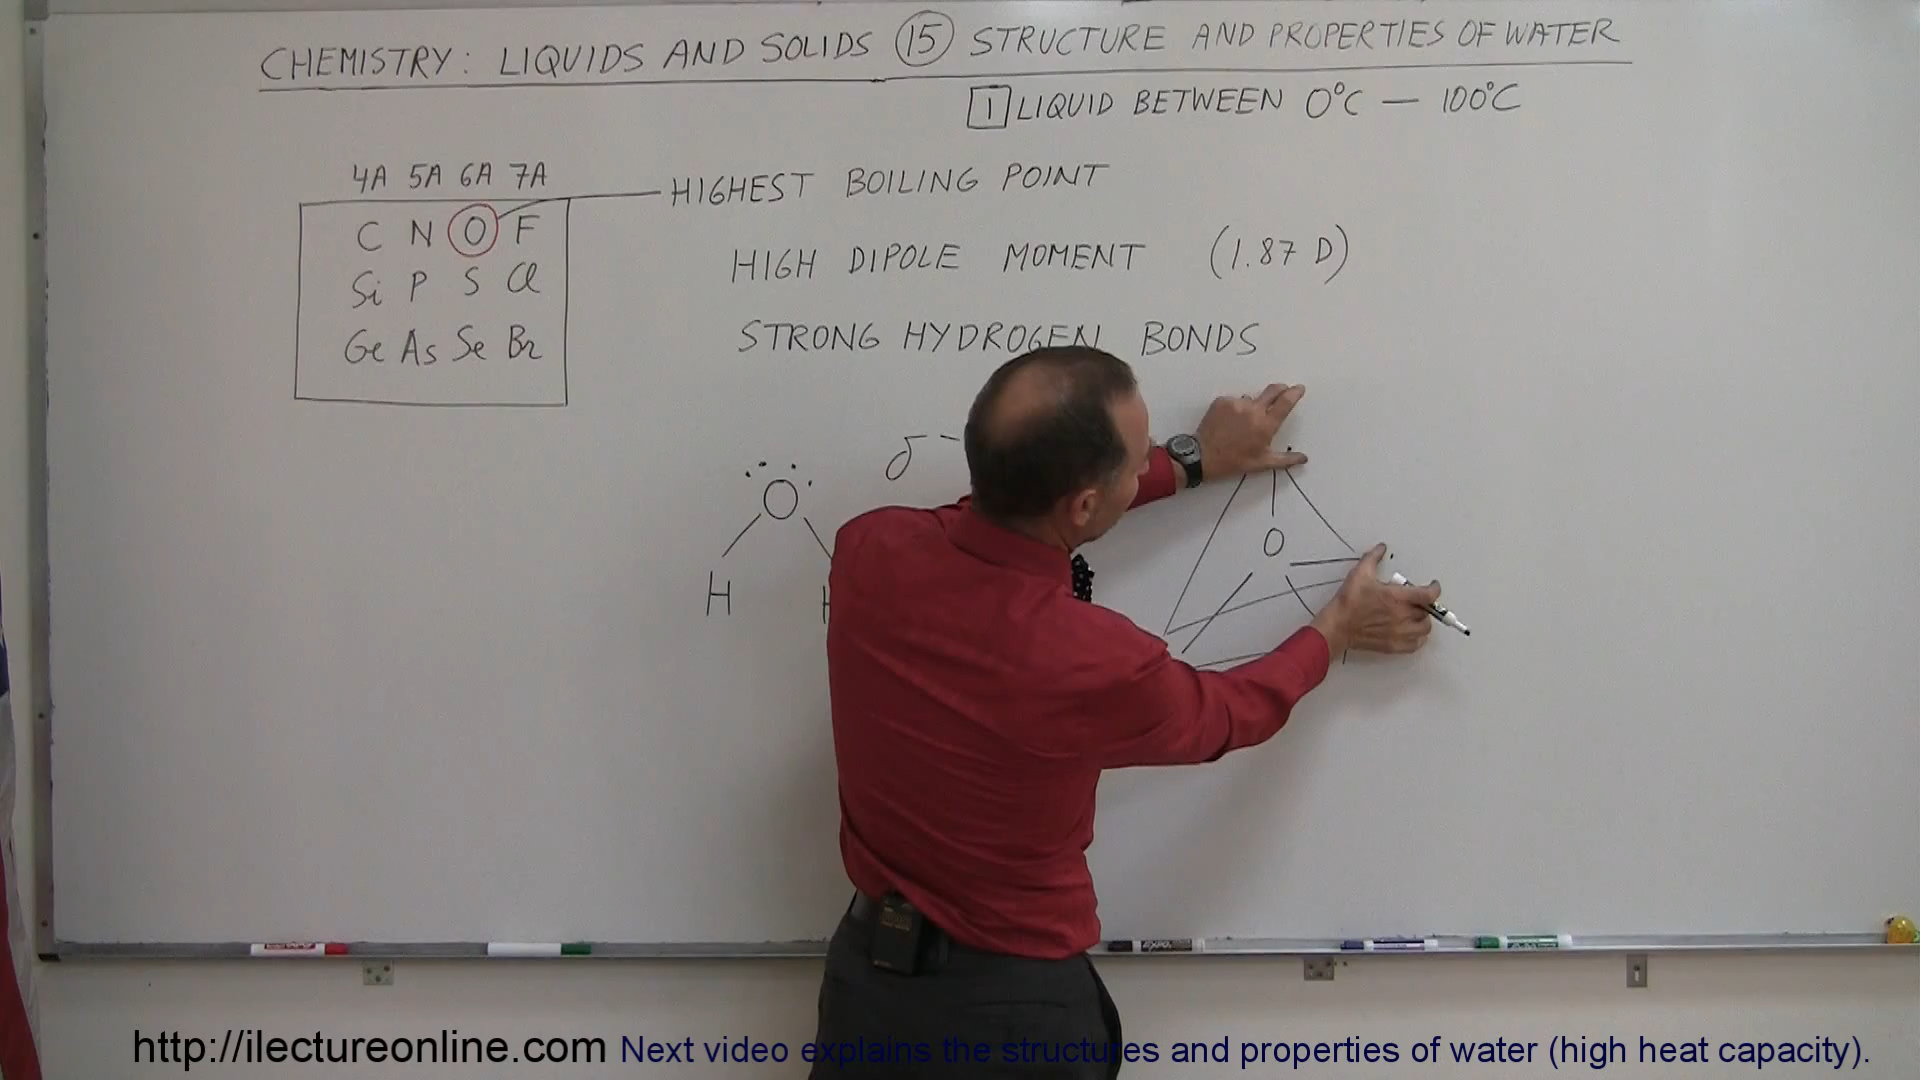 CHEMISTRY: LIQUIDS AND SOLIDS 15 STRUCTURE AND PROPERTIES OF WATER
1 LIQUID BETWEEN 0°C — 100°C
4A 5A 6A 7A
HIGHEST BOILING POINT
C N O F
HIGH DIPOLE MOMENT (1.87 D)
Si P S Cl
STRONG HYDROGEN BONDS
Ge As Se Br
δ-
O
O
H H
EXPO
http://ilectureonline.com Next video explains the structures and properties of water (high heat capacity).